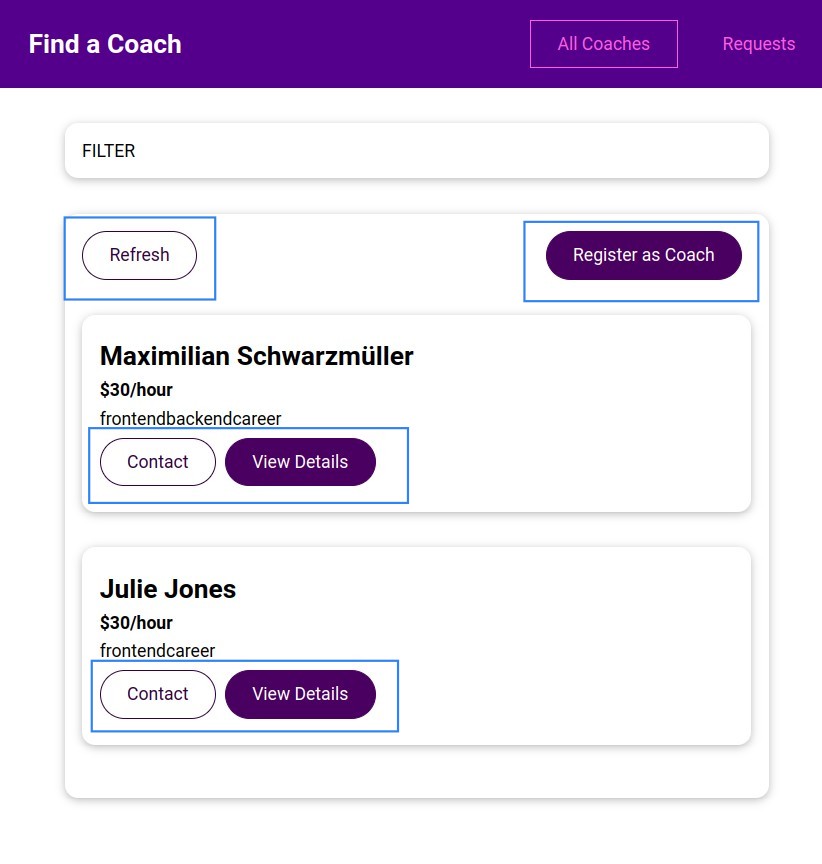 Find a Coach
All Coaches
Requests
FILTER
Refresh
Register as Coach
Maximilian Schwarzmüller
$30/hour
frontendbackendcareer
Contact
View Details
Julie Jones
$30/hour
frontendcareer
Contact
View Details